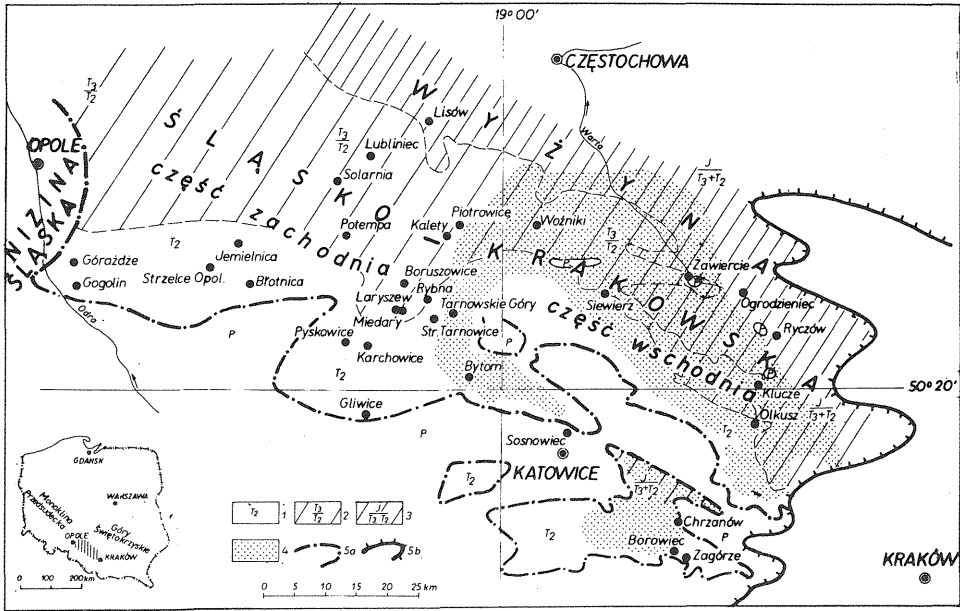 19° 00'
CZĘSTOCHOWA
Warta
T3
T2
OPOLE
NIZINA
ŚLĄSKA
ŚLĄSKO
WYŻYNA
KRAKOWSKA
część zachodnia
część wschodnia
Lisów
T3
T2
Lubliniec
Solarnia
J
T3+T2
Potempa
Kalety
Piotrowice
Woźniki
T3
T2
T2
Górażdże
Gogolin
Jemielnica
Strzelce Opol.
Błotnica
Boruszowice
Rybna
Laryszew
Miedary
Tarnowskie Góry
Str. Tarnowice
Siewierz
Zawiercie
Ogrodzieniec
Ryczów
Odra
P
Pyskowice
Karchowice
P
T2
Bytom
Klucze
50° 20'
Olkusz
J
T3+T2
T2
Gliwice
P
Sosnowiec
KATOWICE
T2
J
T3+T2
T2
Chrzanów
P
Borowiec
Zagórze
KRAKÓW
GDAŃSK
WARSZAWA
Monoklina
Przedsudecka
Góry
Świętokrzyskie
OPOLE
KRAKÓW
0 100 200km
T2 1
T3
T2 2
J
T3 T2 3
4
5a
5b
0 5 10 15 20 25 km